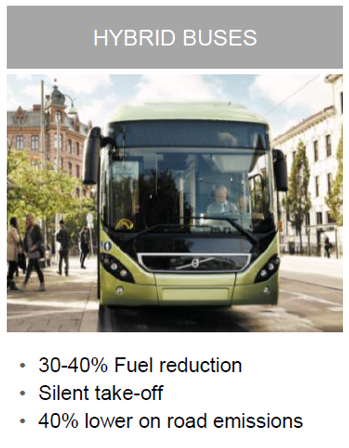 HYBRID BUSES
• 30-40% Fuel reduction
• Silent take-off
• 40% lower on road emissions